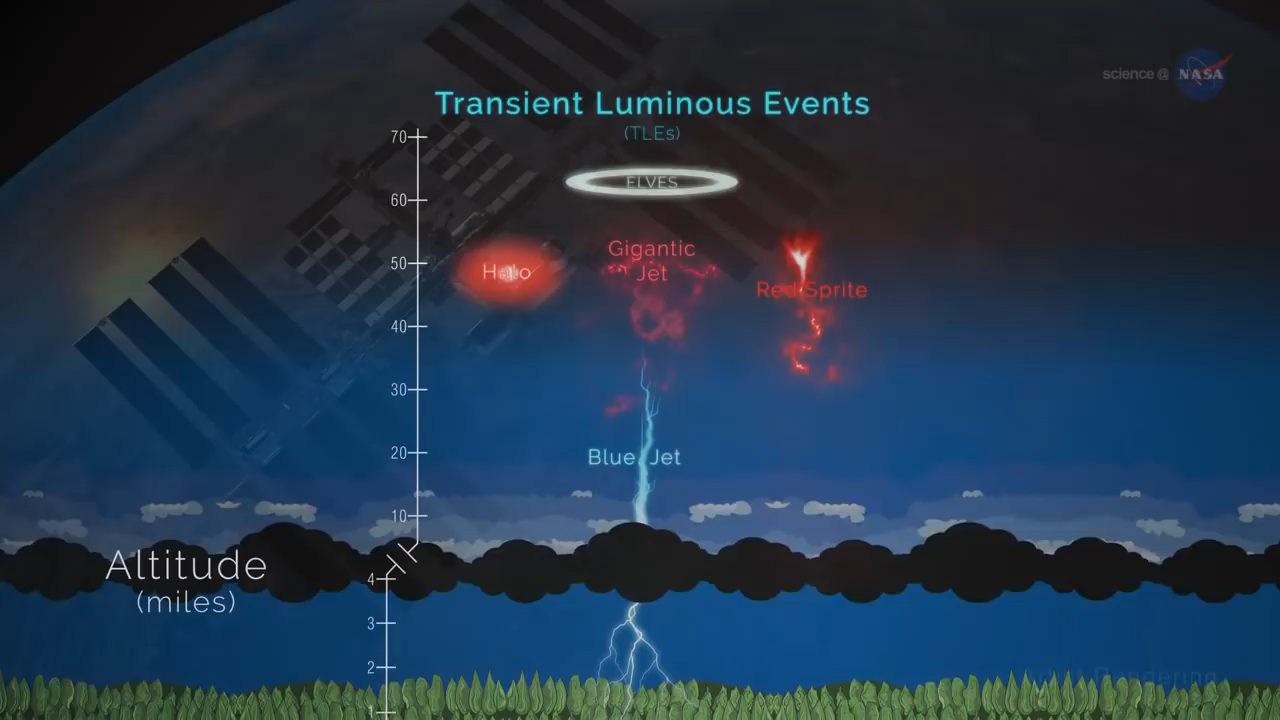 science@ NASA
Transient Luminous Events
(TLEs)
70
ELVES
60
Gigantic
Jet
50
Halo
Red Sprite
40
30
Blue Jet
20
10
Altitude
(miles)
4
3
2
1